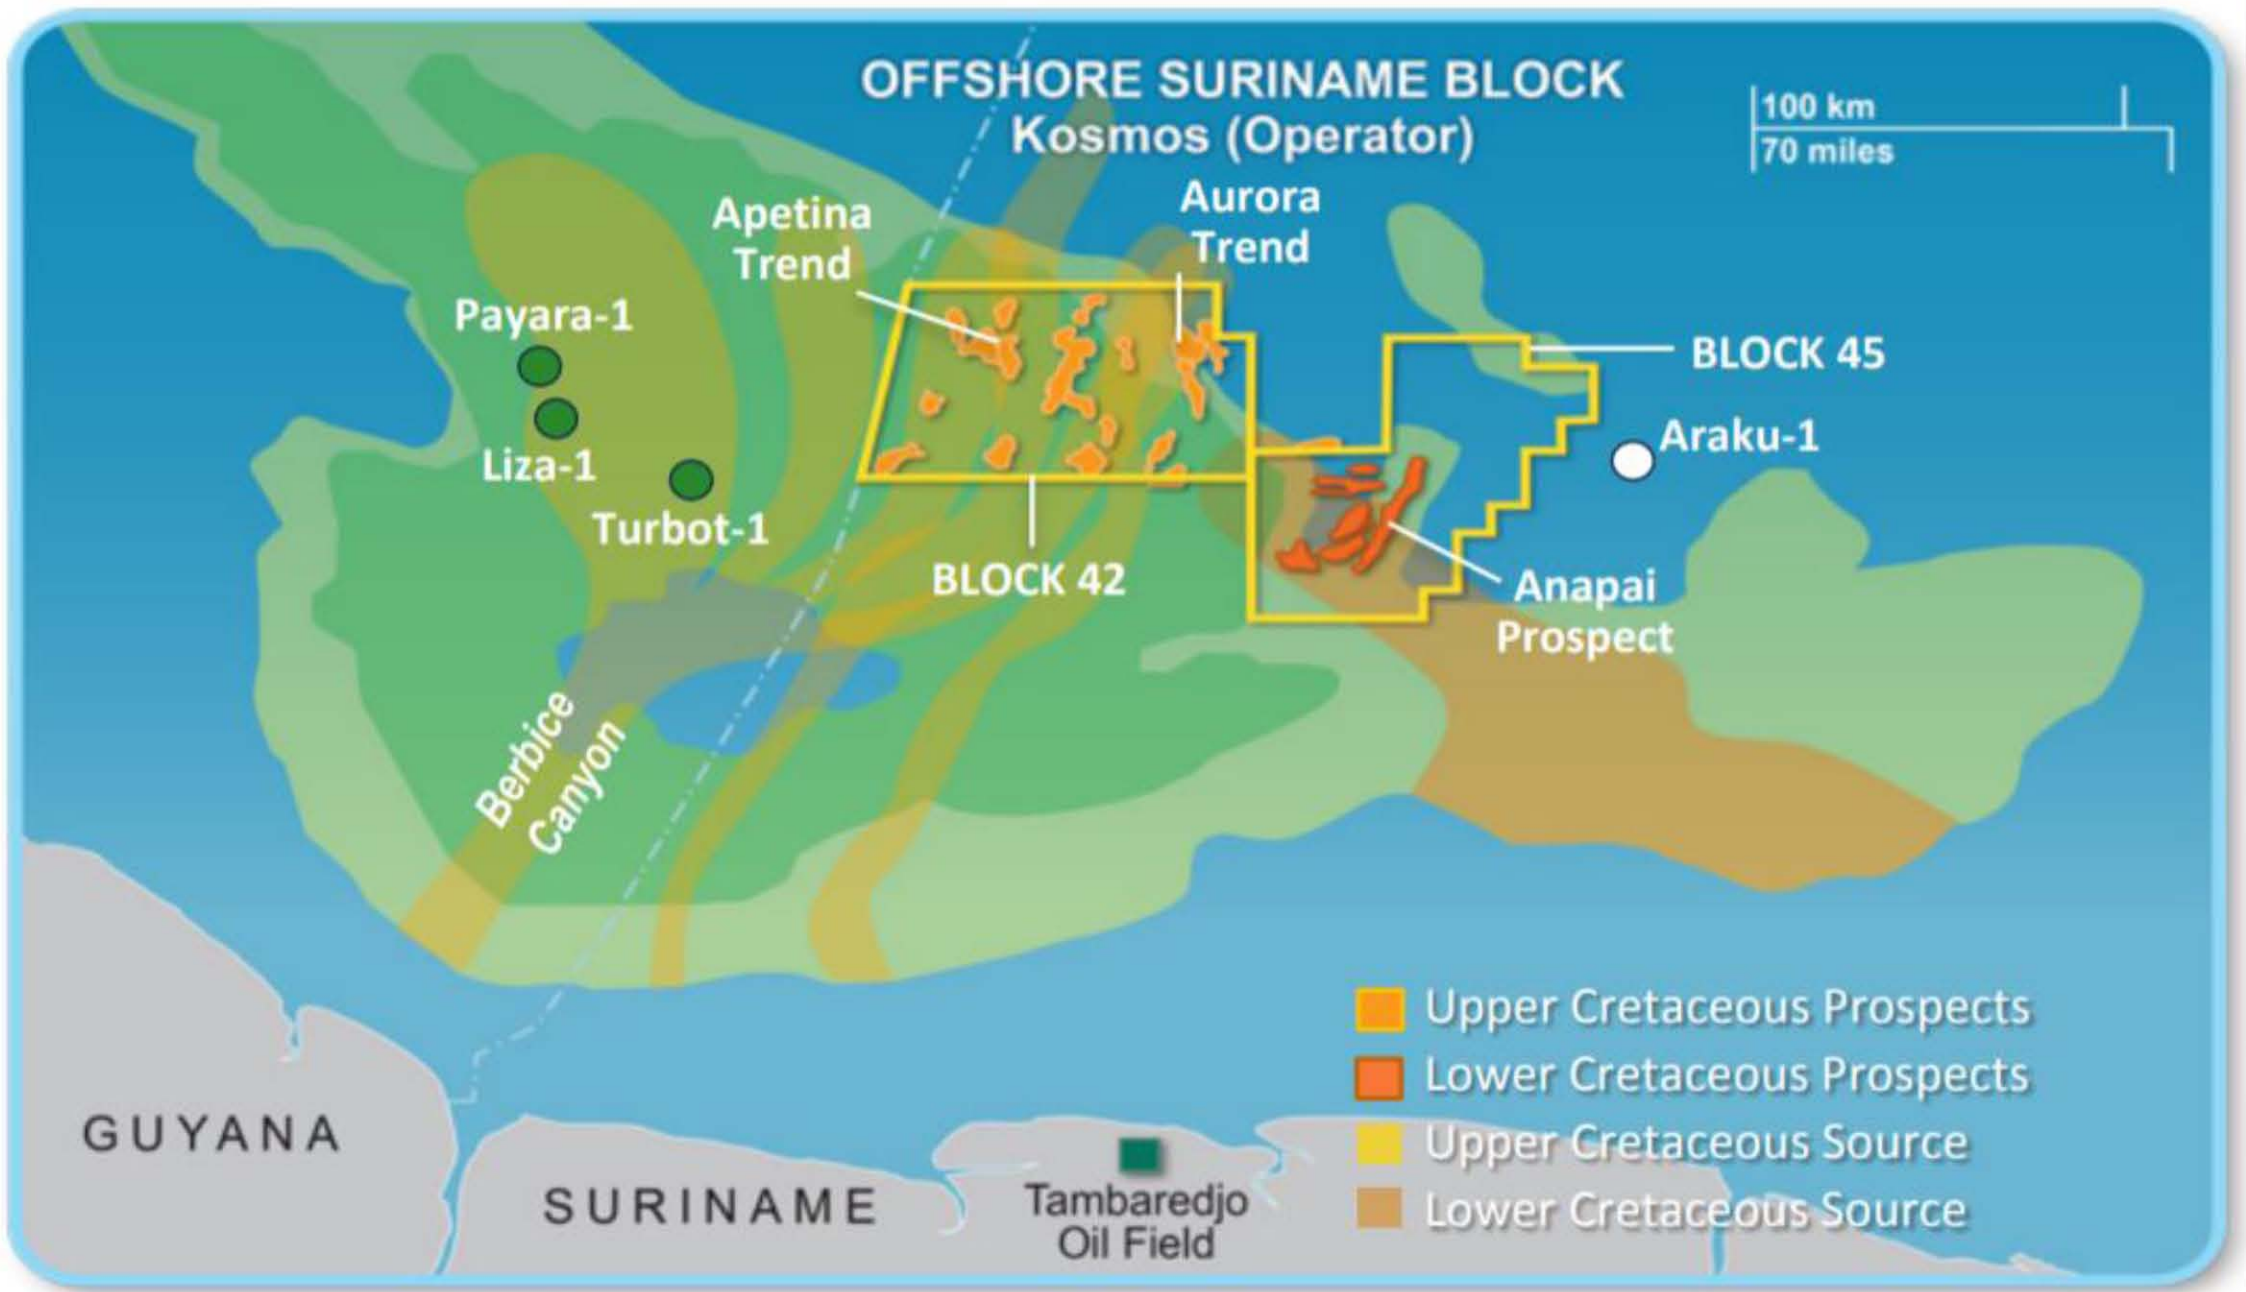 OFFSHORE SURINAME BLOCK
Kosmos (Operator)
100 km
70 miles
Apetina
Trend
Aurora
Trend
Payara-1
BLOCK 45
Araku-1
Liza-1
Turbot-1
BLOCK 42
Anapai
Prospect
Berbice
Canyon
Upper Cretaceous Prospects
Lower Cretaceous Prospects
Upper Cretaceous Source
Lower Cretaceous Source
GUYANA
SURINAME
Tambaredjo
Oil Field